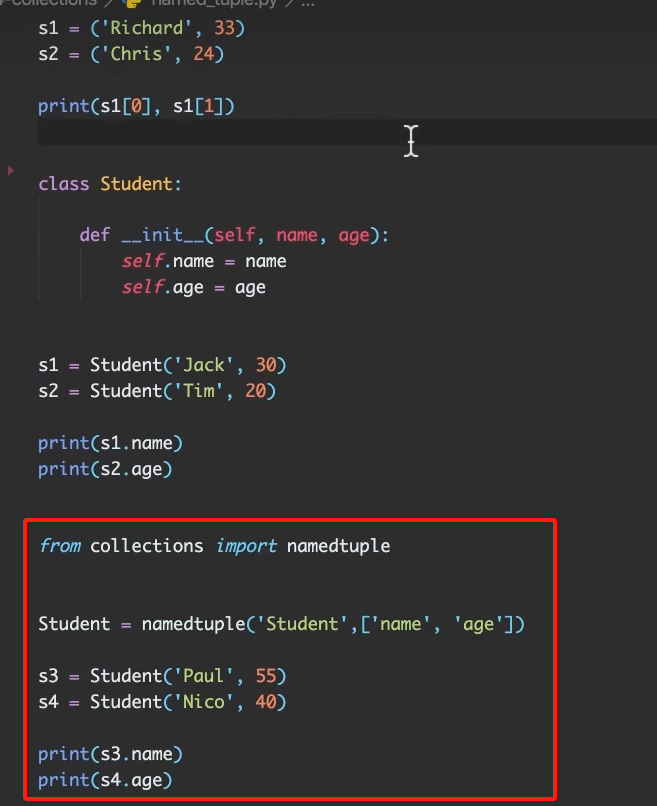 4-collections / named_tuple.py / ...
s1 = ('Richard', 33)
s2 = ('Chris', 24)
print(s1[0], s1[1])
class Student:
def __init__(self, name, age):
self.name = name
self.age = age
s1 = Student('Jack', 30)
s2 = Student('Tim', 20)
print(s1.name)
print(s2.age)
from collections import namedtuple
Student = namedtuple('Student',['name', 'age'])
s3 = Student('Paul', 55)
s4 = Student('Nico', 40)
print(s3.name)
print(s4.age)